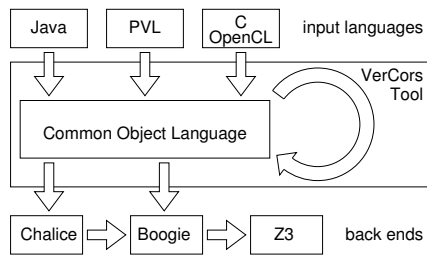 Java
PVL
C
OpenCL
input languages
VerCors
Tool
Common Object Language
Chalice
Boogie
Z3
back ends